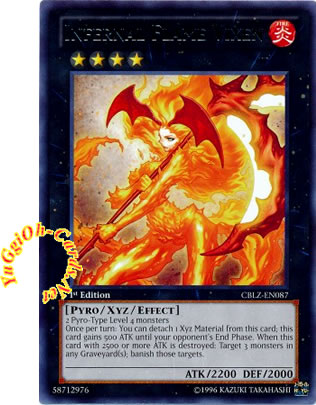 INFERNAL FLAME VIXEN
FIRE
炎
YuGgiOh-Cards.Net
1st Edition
CBLZ-EN087
[PYRO/XYZ/EFFECT]
2 Pyro-Type Level 4 monsters
Once per turn: You can detach 1 Xyz Material from this card; this
card gains 500 ATK until your opponent's End Phase. When this
card with 2500 or more ATK is destroyed: Target 3 monsters in
any Graveyard(s); banish those targets.
ATK/2200 DEF/2000
58712976
©1996 KAZUKI TAKAHASHI